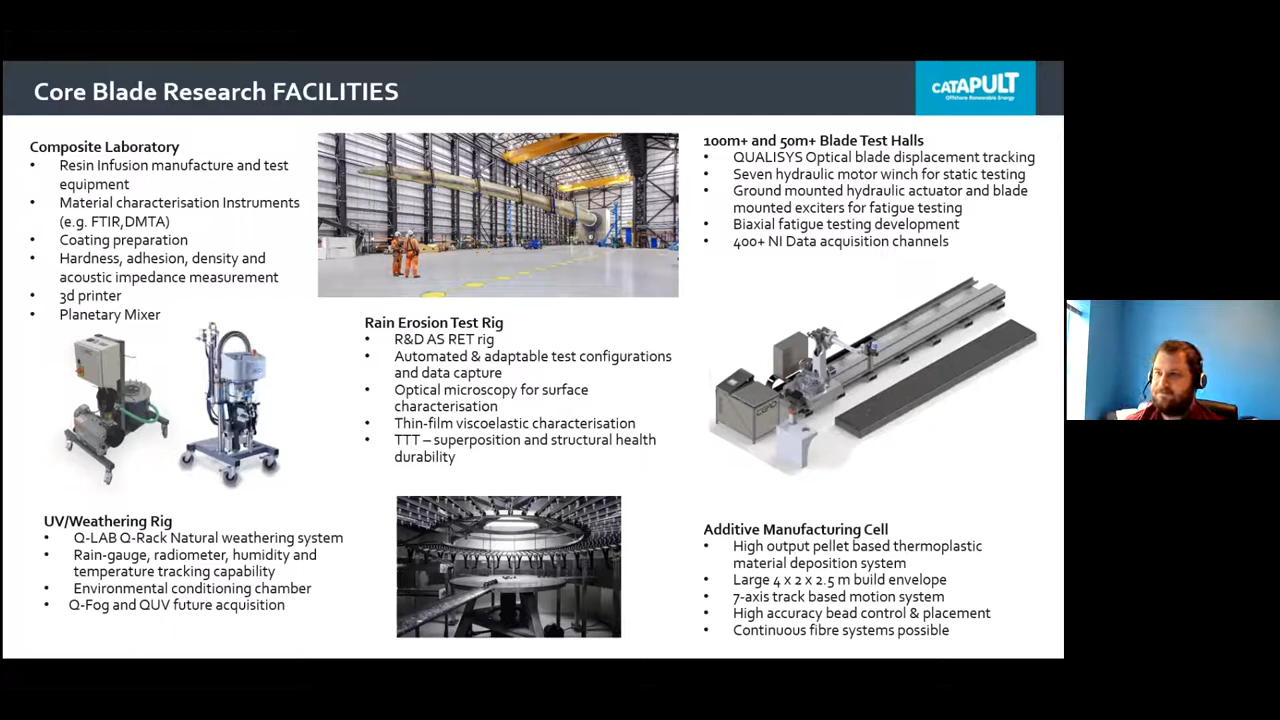 Core Blade Research FACILITIES
CATAPULT
Offshore Renewable Energy
Composite Laboratory
• Resin Infusion manufacture and test
equipment
• Material characterisation Instruments
(e.g. FTIR,DMTA)
• Coating preparation
• Hardness, adhesion, density and
acoustic impedance measurement
• 3d printer
• Planetary Mixer
Rain Erosion Test Rig
• R&D AS RET rig
• Automated & adaptable test configurations
and data capture
• Optical microscopy for surface
characterisation
• Thin-film viscoelastic characterisation
• TTT – superposition and structural health
durability
100m+ and 50m+ Blade Test Halls
• QUALISYS Optical blade displacement tracking
• Seven hydraulic motor winch for static testing
• Ground mounted hydraulic actuator and blade
mounted exciters for fatigue testing
• Biaxial fatigue testing development
• 400+ NI Data acquisition channels
UV/Weathering Rig
• Q-LAB Q-Rack Natural weathering system
• Rain-gauge, radiometer, humidity and
temperature tracking capability
• Environmental conditioning chamber
• Q-Fog and QUV future acquisition
Additive Manufacturing Cell
• High output pellet based thermoplastic
material deposition system
• Large 4 x 2 x 2.5 m build envelope
• 7-axis track based motion system
• High accuracy bead control & placement
• Continuous fibre systems possible